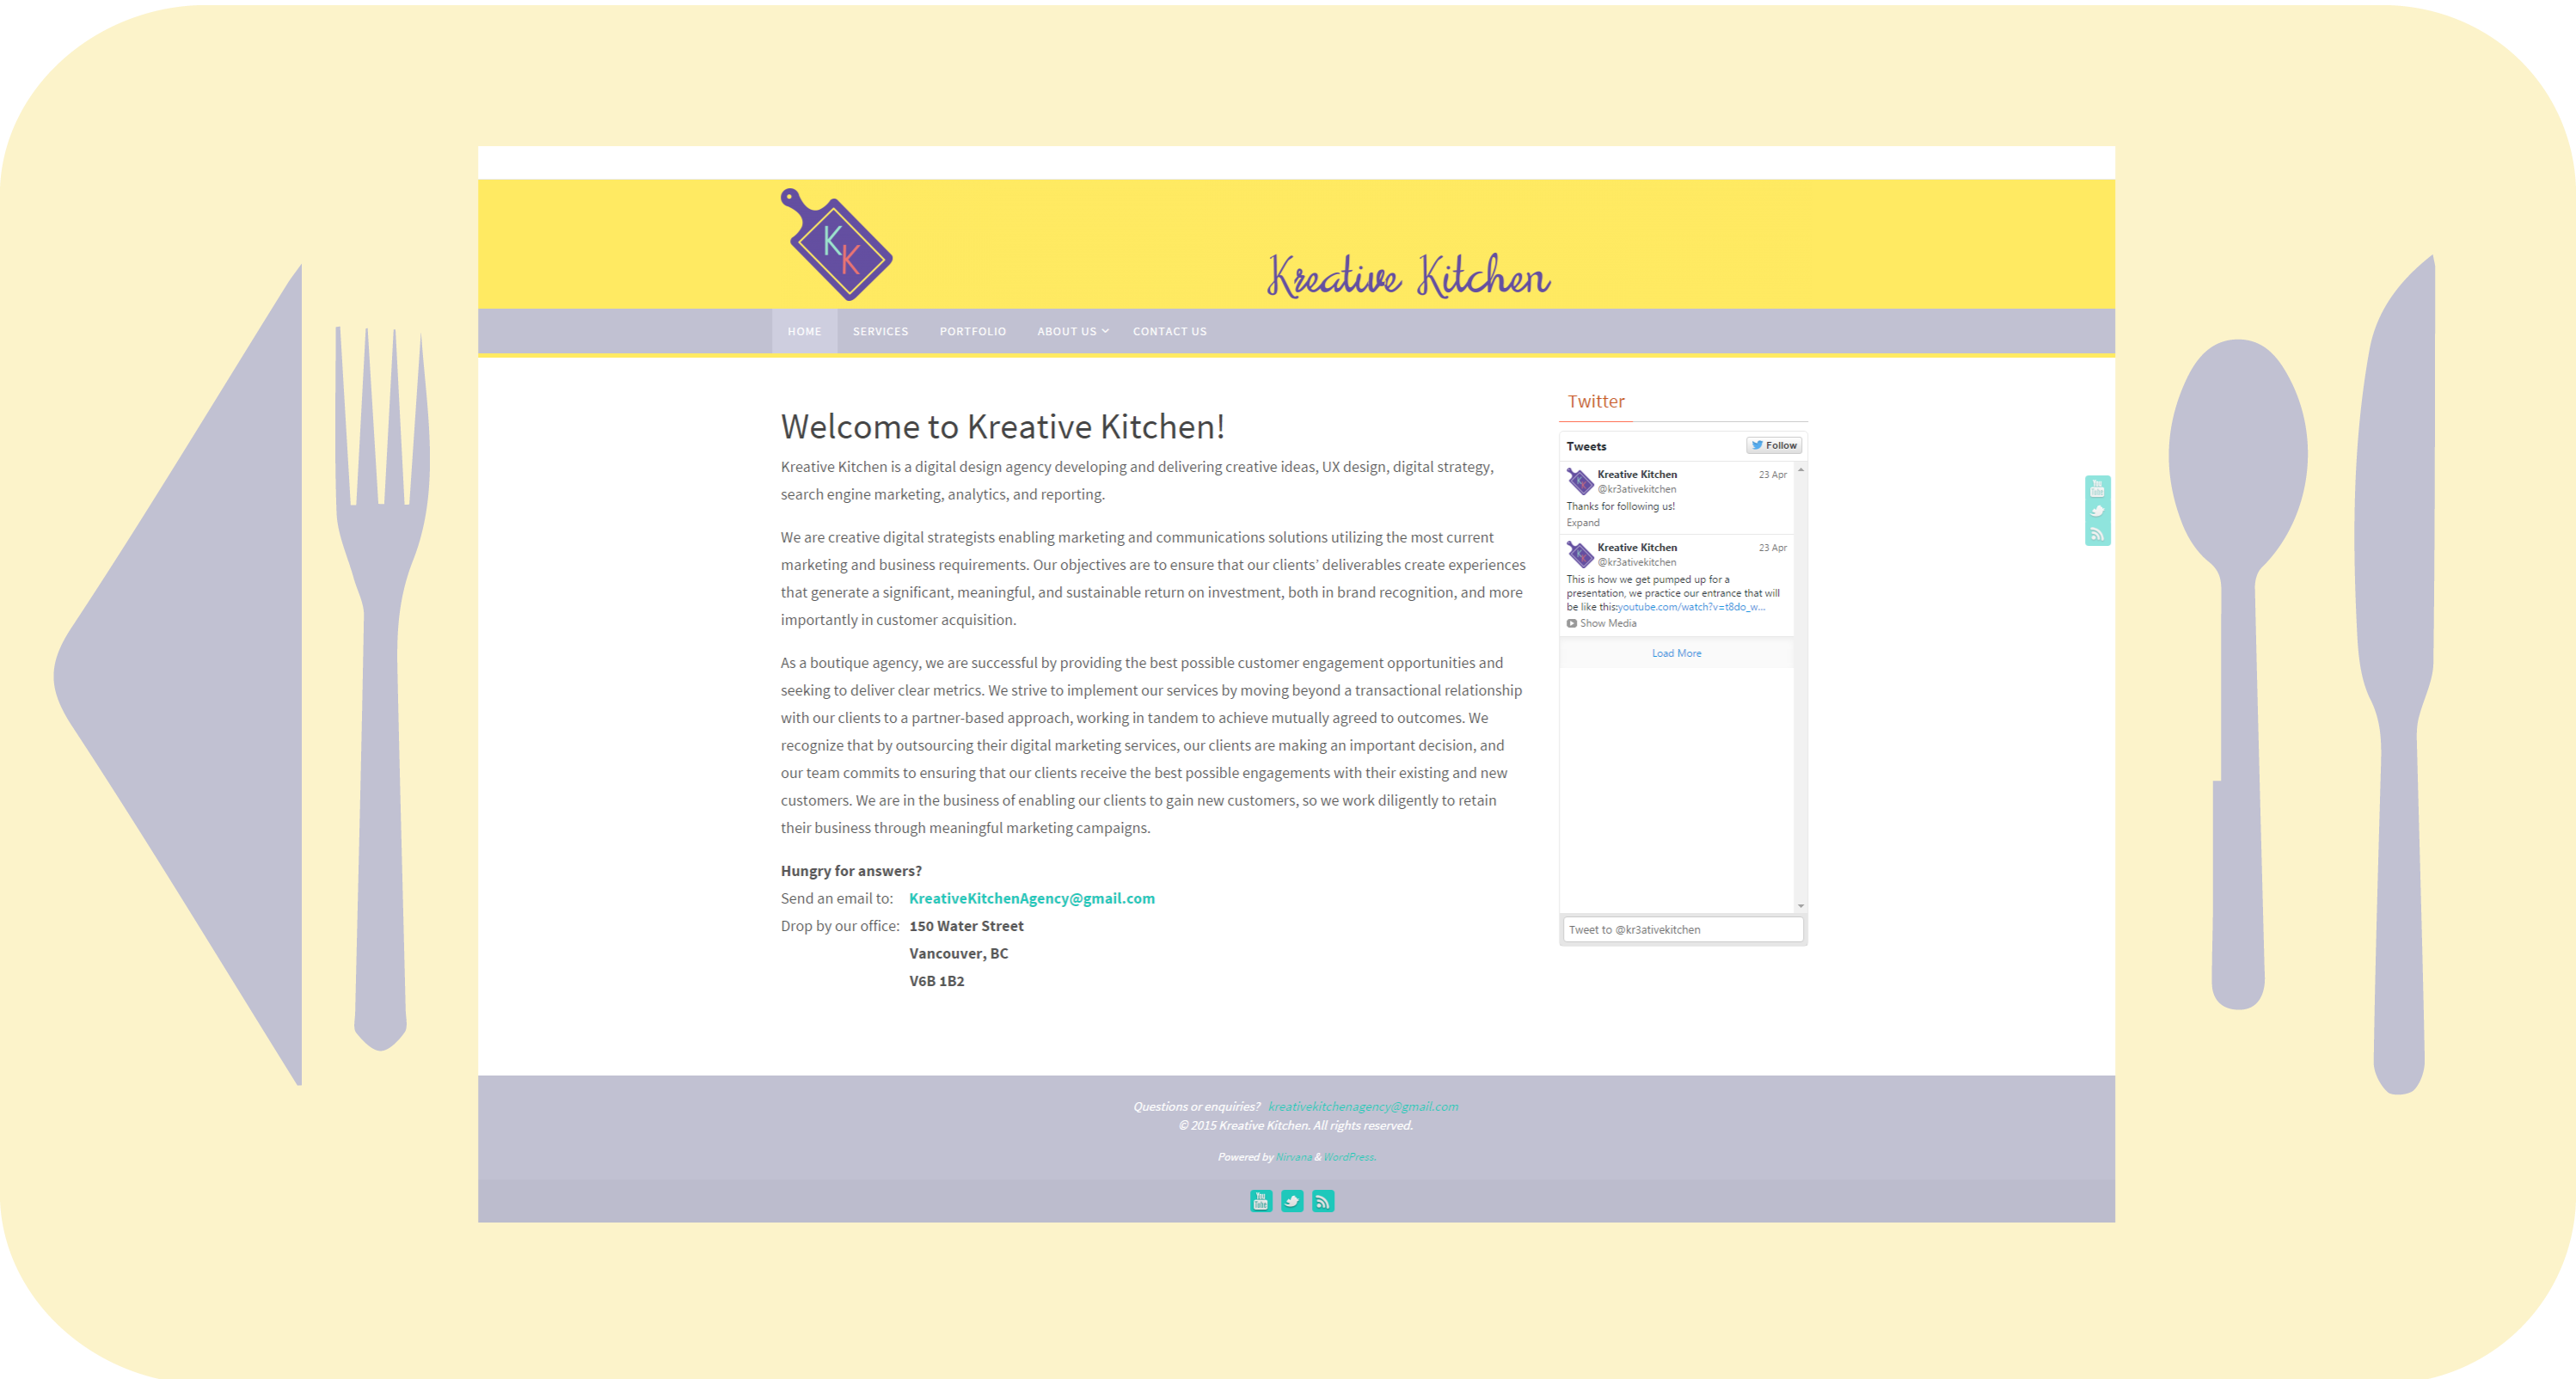 K
K
Kreative Kitchen
HOME SERVICES PORTFOLIO ABOUT US CONTACT US
Welcome to Kreative Kitchen!
Kreative Kitchen is a digital design agency developing and delivering creative ideas, UX design, digital strategy,
search engine marketing, analytics, and reporting.
We are creative digital strategists enabling marketing and communications solutions utilizing the most current
marketing and business requirements. Our objectives are to ensure that our clients’ deliverables create experiences
that generate a significant, meaningful, and sustainable return on investment, both in brand recognition, and more
importantly in customer acquisition.
As a boutique agency, we are successful by providing the best possible customer engagement opportunities and
seeking to deliver clear metrics. We strive to implement our services by moving beyond a transactional relationship
with our clients to a partner-based approach, working in tandem to achieve mutually agreed to outcomes. We
recognize that by outsourcing their digital marketing services, our clients are making an important decision, and
our team commits to ensuring that our clients receive the best possible engagements with their existing and new
customers. We are in the business of enabling our clients to gain new customers, so we work diligently to retain
their business through meaningful marketing campaigns.
Hungry for answers?
Send an email to: KreativeKitchenAgency@gmail.com
Drop by our office: 150 Water Street
Vancouver, BC
V6B 1B2
Twitter
Tweets Follow
Kreative Kitchen 23 Apr
@kr3ativekitchen
Thanks for following us!
Expand
Kreative Kitchen 23 Apr
@kr3ativekitchen
This is how we get pumped up for a
presentation, we practice our entrance that will
be like this:youtube.com/watch?v=t8do_w...
Show Media
Load More
Tweet to @kr3ativekitchen
You Tube
Questions or enquiries? kreativekitchenagency@gmail.com
© 2015 Kreative Kitchen. All rights reserved.
Powered by Nirvana & WordPress.
You Tube